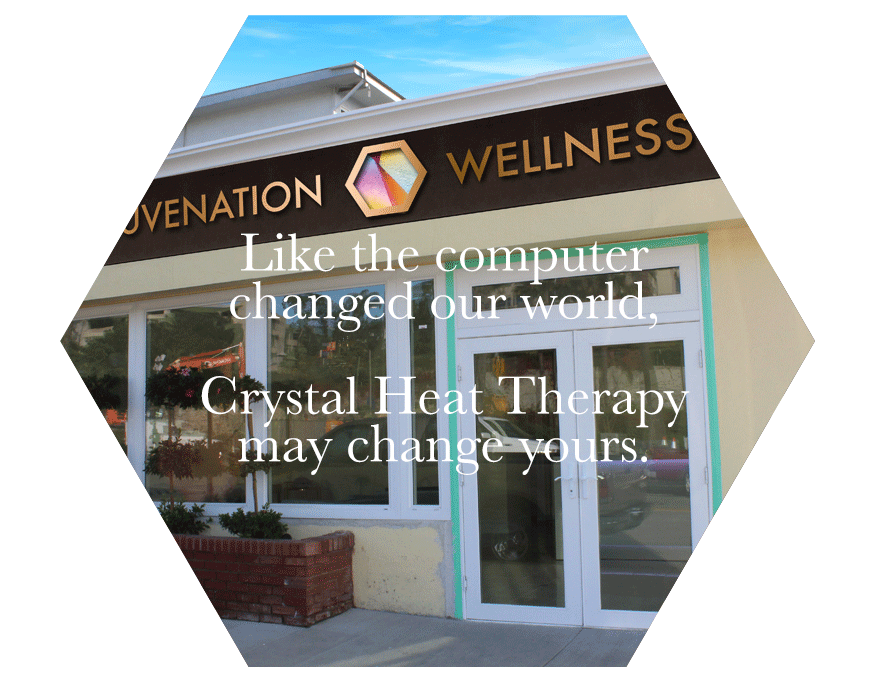 UVENATION WELLNESS
Like the computer
changed our world,
Crystal Heat Therapy
may change yours.